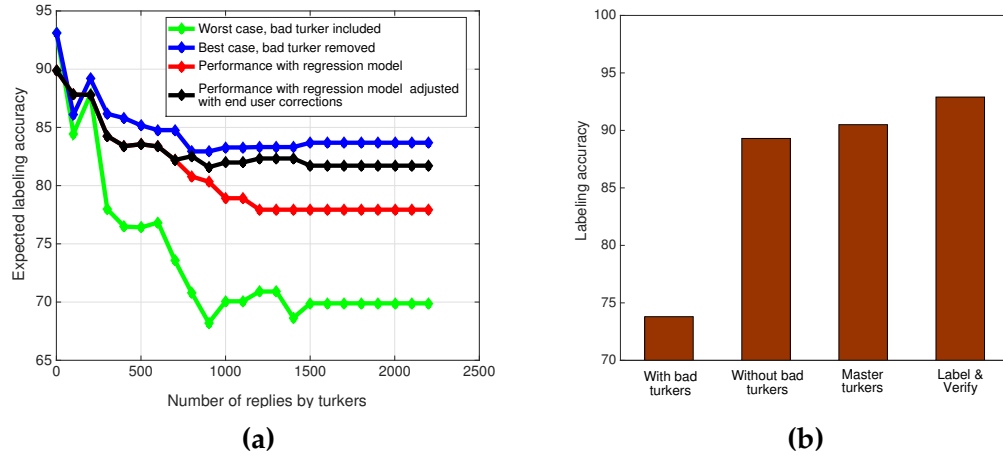 95
90
85
80
75
70
65
Expected labeling accuracy
Worst case, bad turker included
Best case, bad turker removed
Performance with regression model
Performance with regression model adjusted
with end user corrections
0
500
1000
1500
2000
2500
Number of replies by turkers
(a)
100
95
90
85
80
75
70
Labeling accuracy
With bad
turkers
Without bad
turkers
Master
turkers
Label &
Verify
(b)